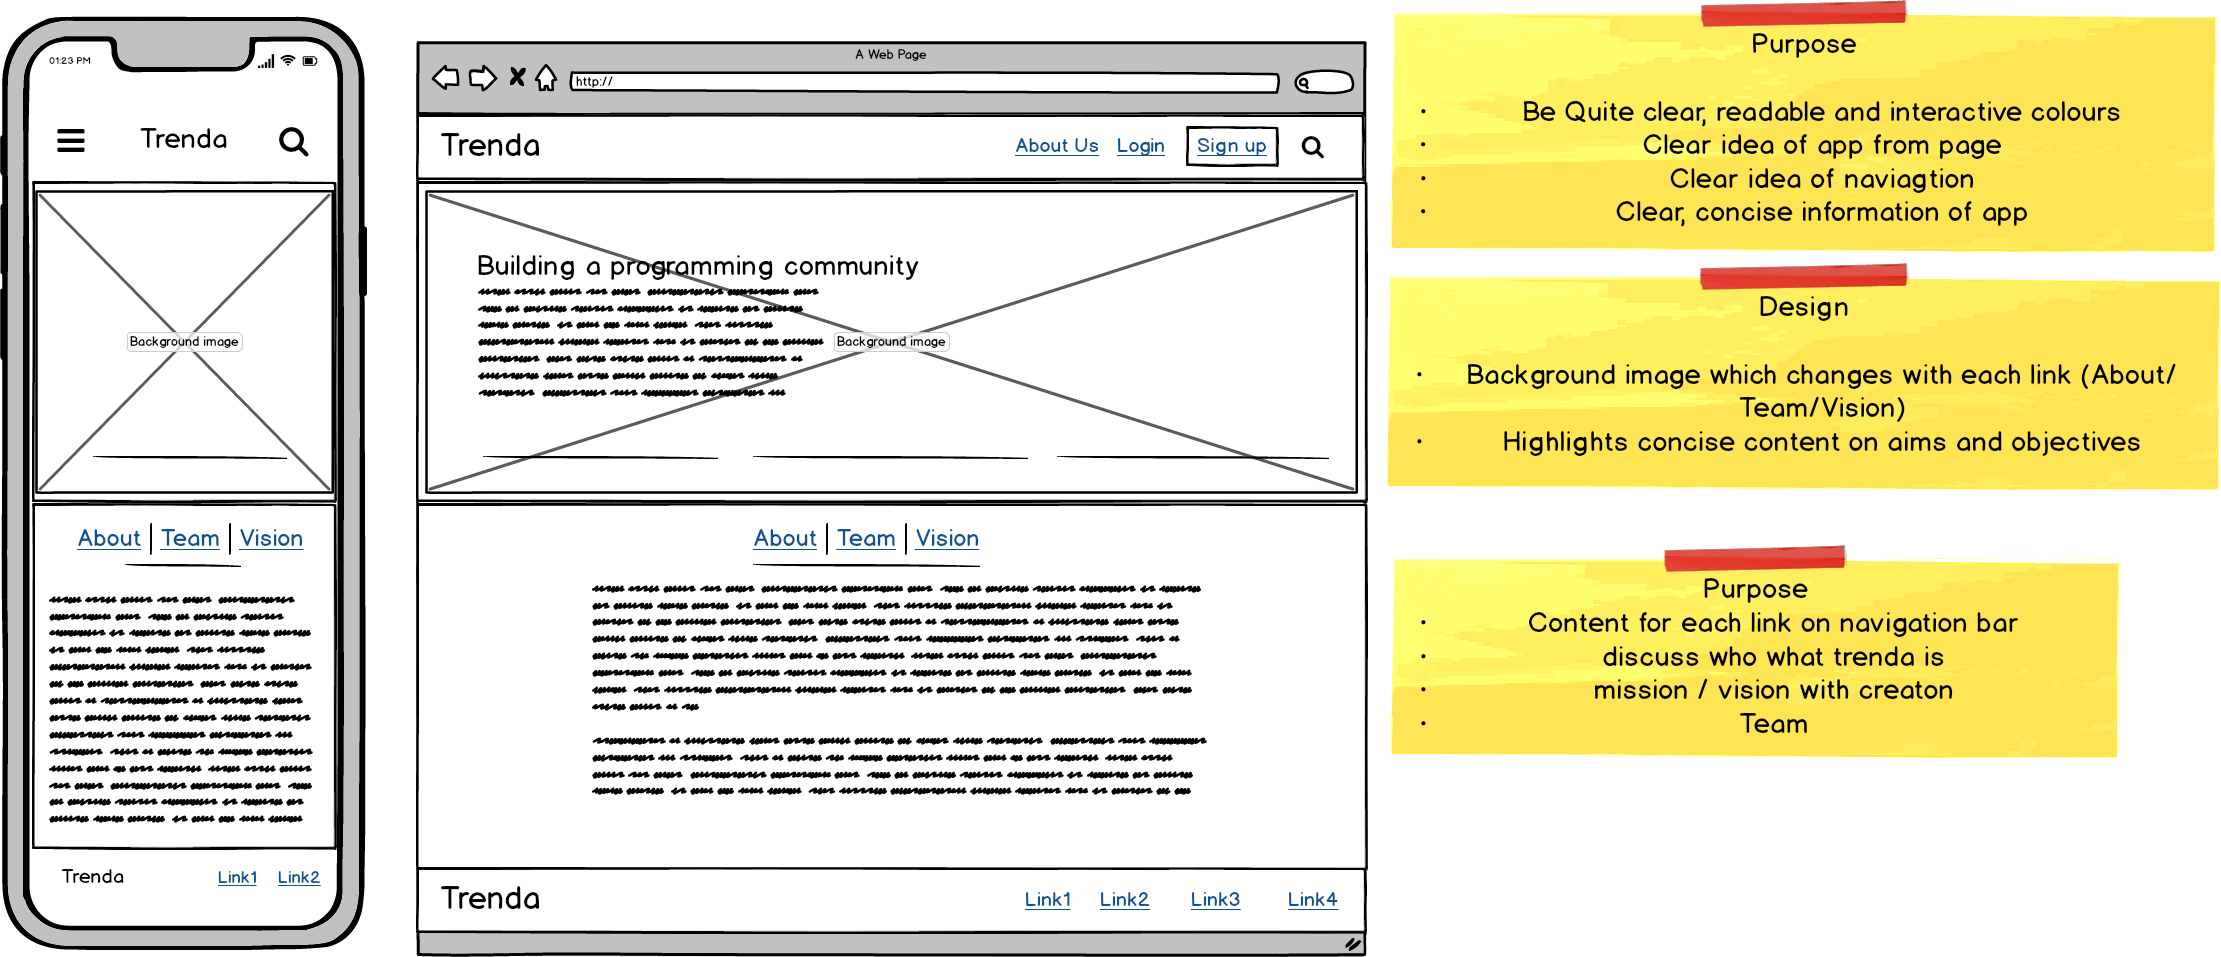 01:23 PM
Trenda
Background image
About | Team | Vision
Trenda Link1 Link2
A Web Page
http://
Trenda About Us Login Sign up
Building a programming community
Background image
About | Team | Vision
Trenda Link1 Link2 Link3 Link4
Purpose
• Be Quite clear, readable and interactive colours
• Clear idea of app from page
• Clear idea of naviagtion
• Clear, concise information of app
Design
• Background image which changes with each link (About/
Team/Vision)
• Highlights concise content on aims and objectives
Purpose
• Content for each link on navigation bar
• discuss who what trenda is
• mission / vision with creaton
• Team